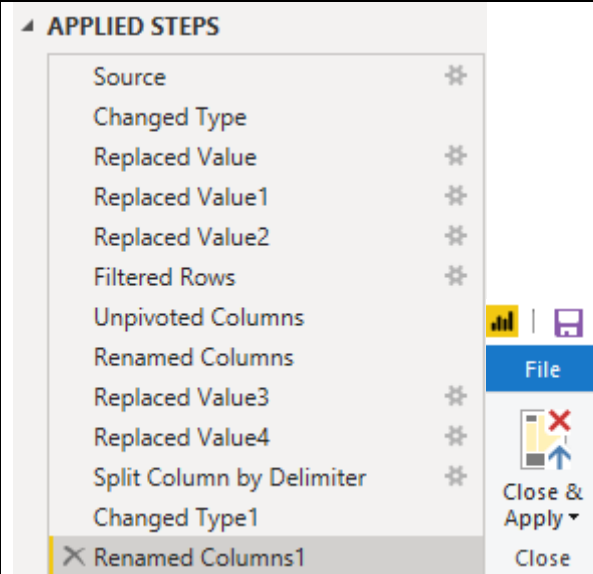 APPLIED STEPS
Source
Changed Type
Replaced Value
Replaced Value1
Replaced Value2
Filtered Rows
Unpivoted Columns
Renamed Columns
Replaced Value3
Replaced Value4
Split Column by Delimiter
Changed Type1
Renamed Columns1
File
Close &
Apply
Close